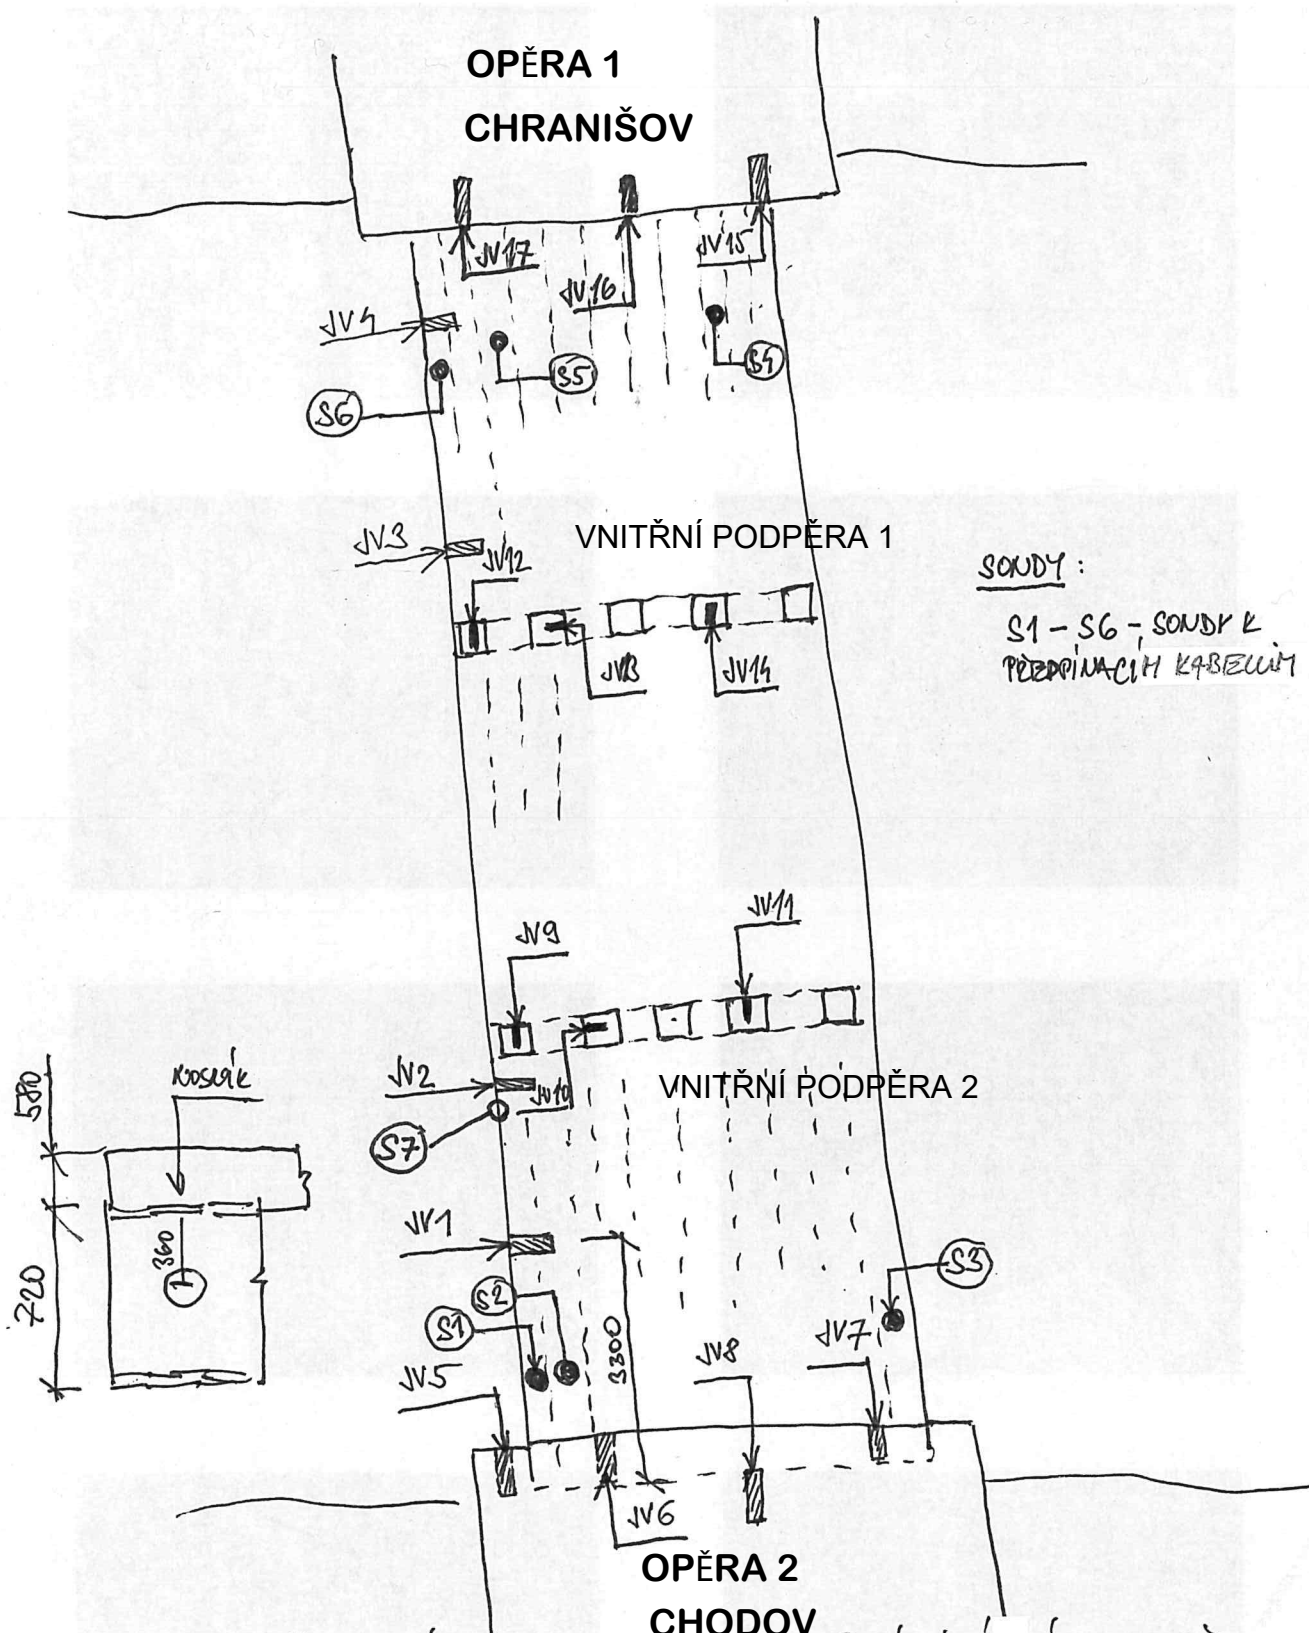 OPĚRA 1
CHRANIŠOV
JV17
JV16
JV15
JV4
S5
S4
S6
JV3
VNITŘNÍ PODPĚRA 1
JV12
SONDY :
S1 - S6 - SONDY K
PŘEDPÍNACÍM KABELŮM
JV13
JV14
JV9
JV11
580
NOSNÍK
JV2
JV10
VNITŘNÍ PODPĚRA 2
S7
JV1
360
1
720
S2
S1
S3
3300
JV7
JV8
JV5
JV6
OPĚRA 2
CHODOV